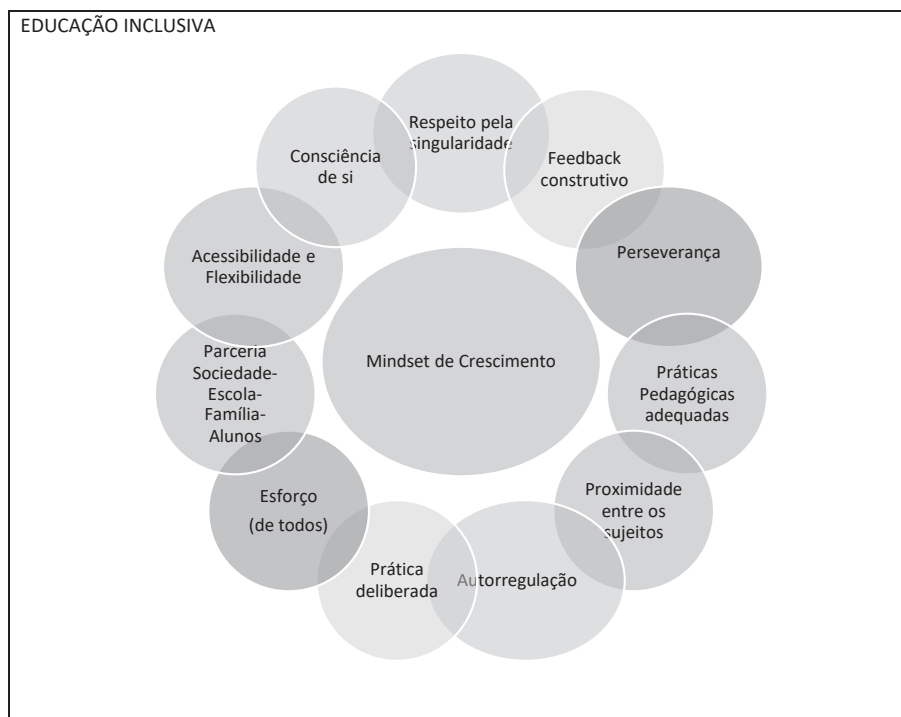 EDUCAÇÃO INCLUSIVA
Respeito pela
singularidade
Feedback
construtivo
Perseverança
Práticas
Pedagógicas
adequadas
Proximidade
entre os
sujeitos
Autorregulação
Prática
deliberada
Esforço
(de todos)
Parceria
Sociedade-
Escola-
Família-
Alunos
Acessibilidade e
Flexibilidade
Consciência
de si
Mindset de Crescimento